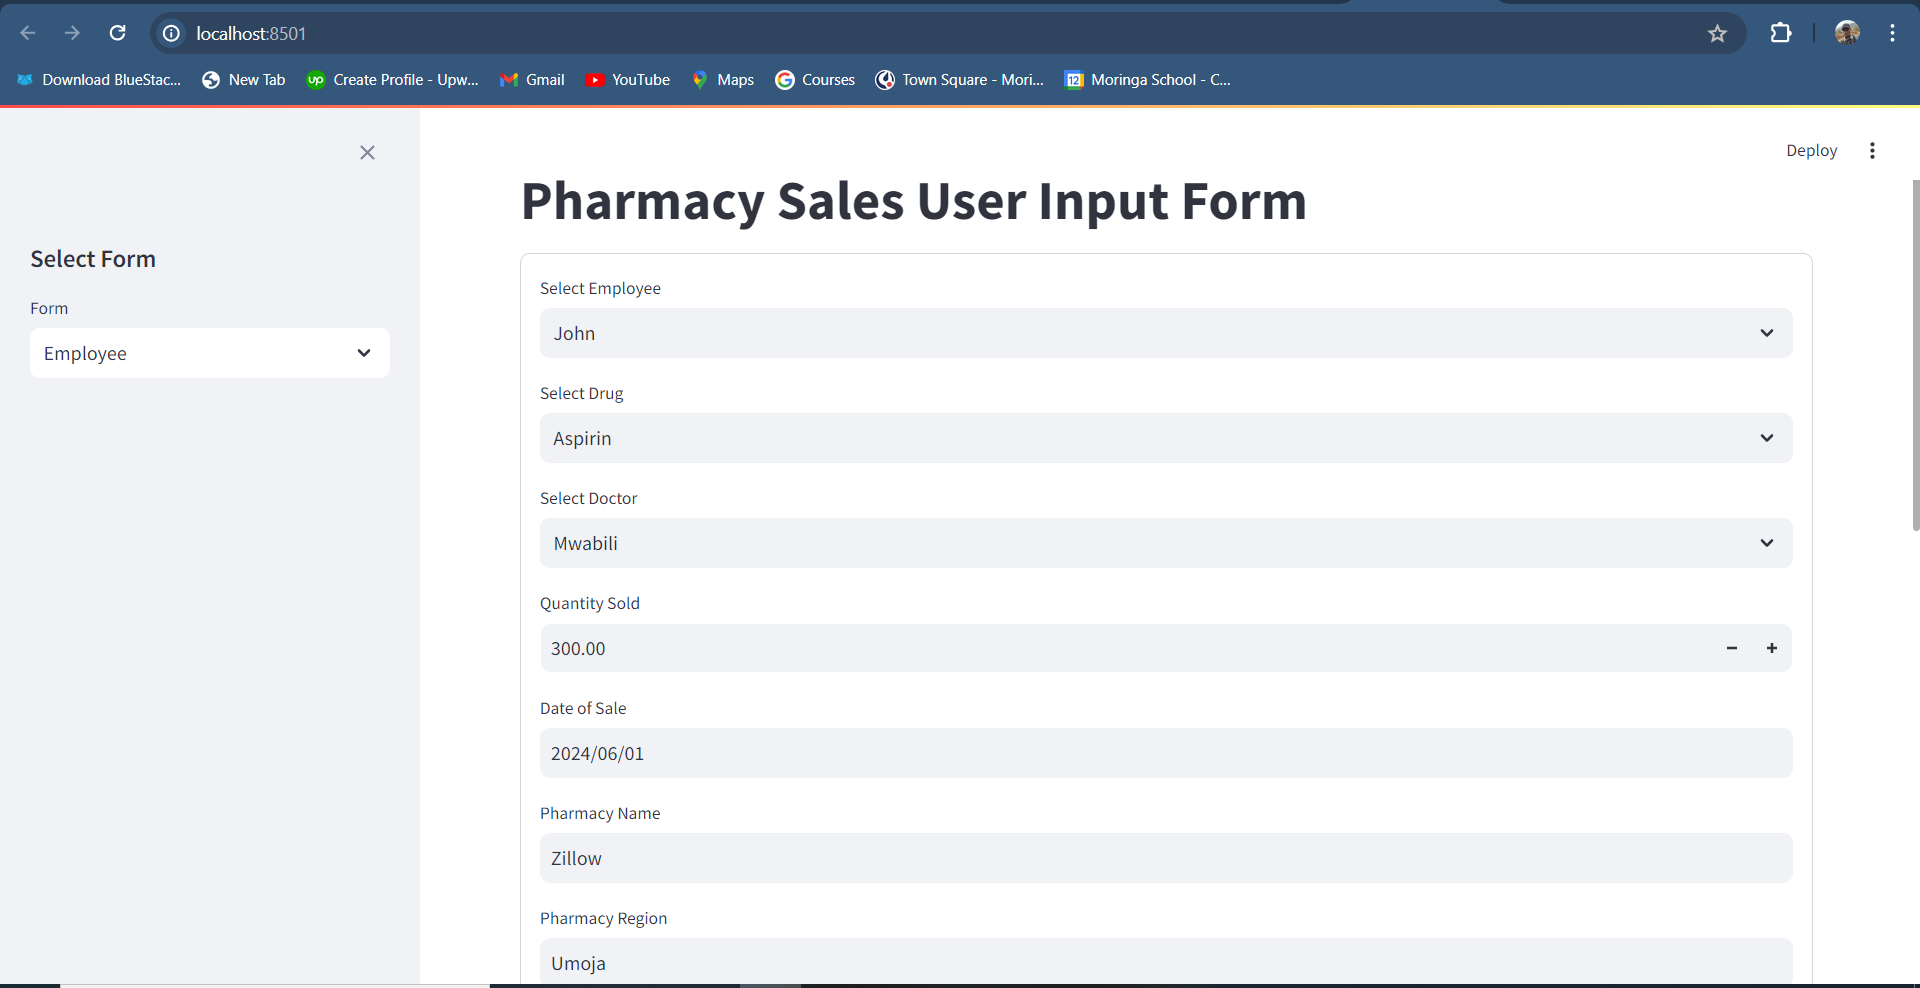 localhost:8501
Download BlueStac... New Tab up Create Profile - Upw... Gmail YouTube Maps Courses Town Square - Mori... 12 Moringa School - C...
Deploy
Pharmacy Sales User Input Form
Select Form
Form
Employee
Select Employee
John
Select Drug
Aspirin
Select Doctor
Mwabili
Quantity Sold
300.00
Date of Sale
2024/06/01
Pharmacy Name
Zillow
Pharmacy Region
Umoja